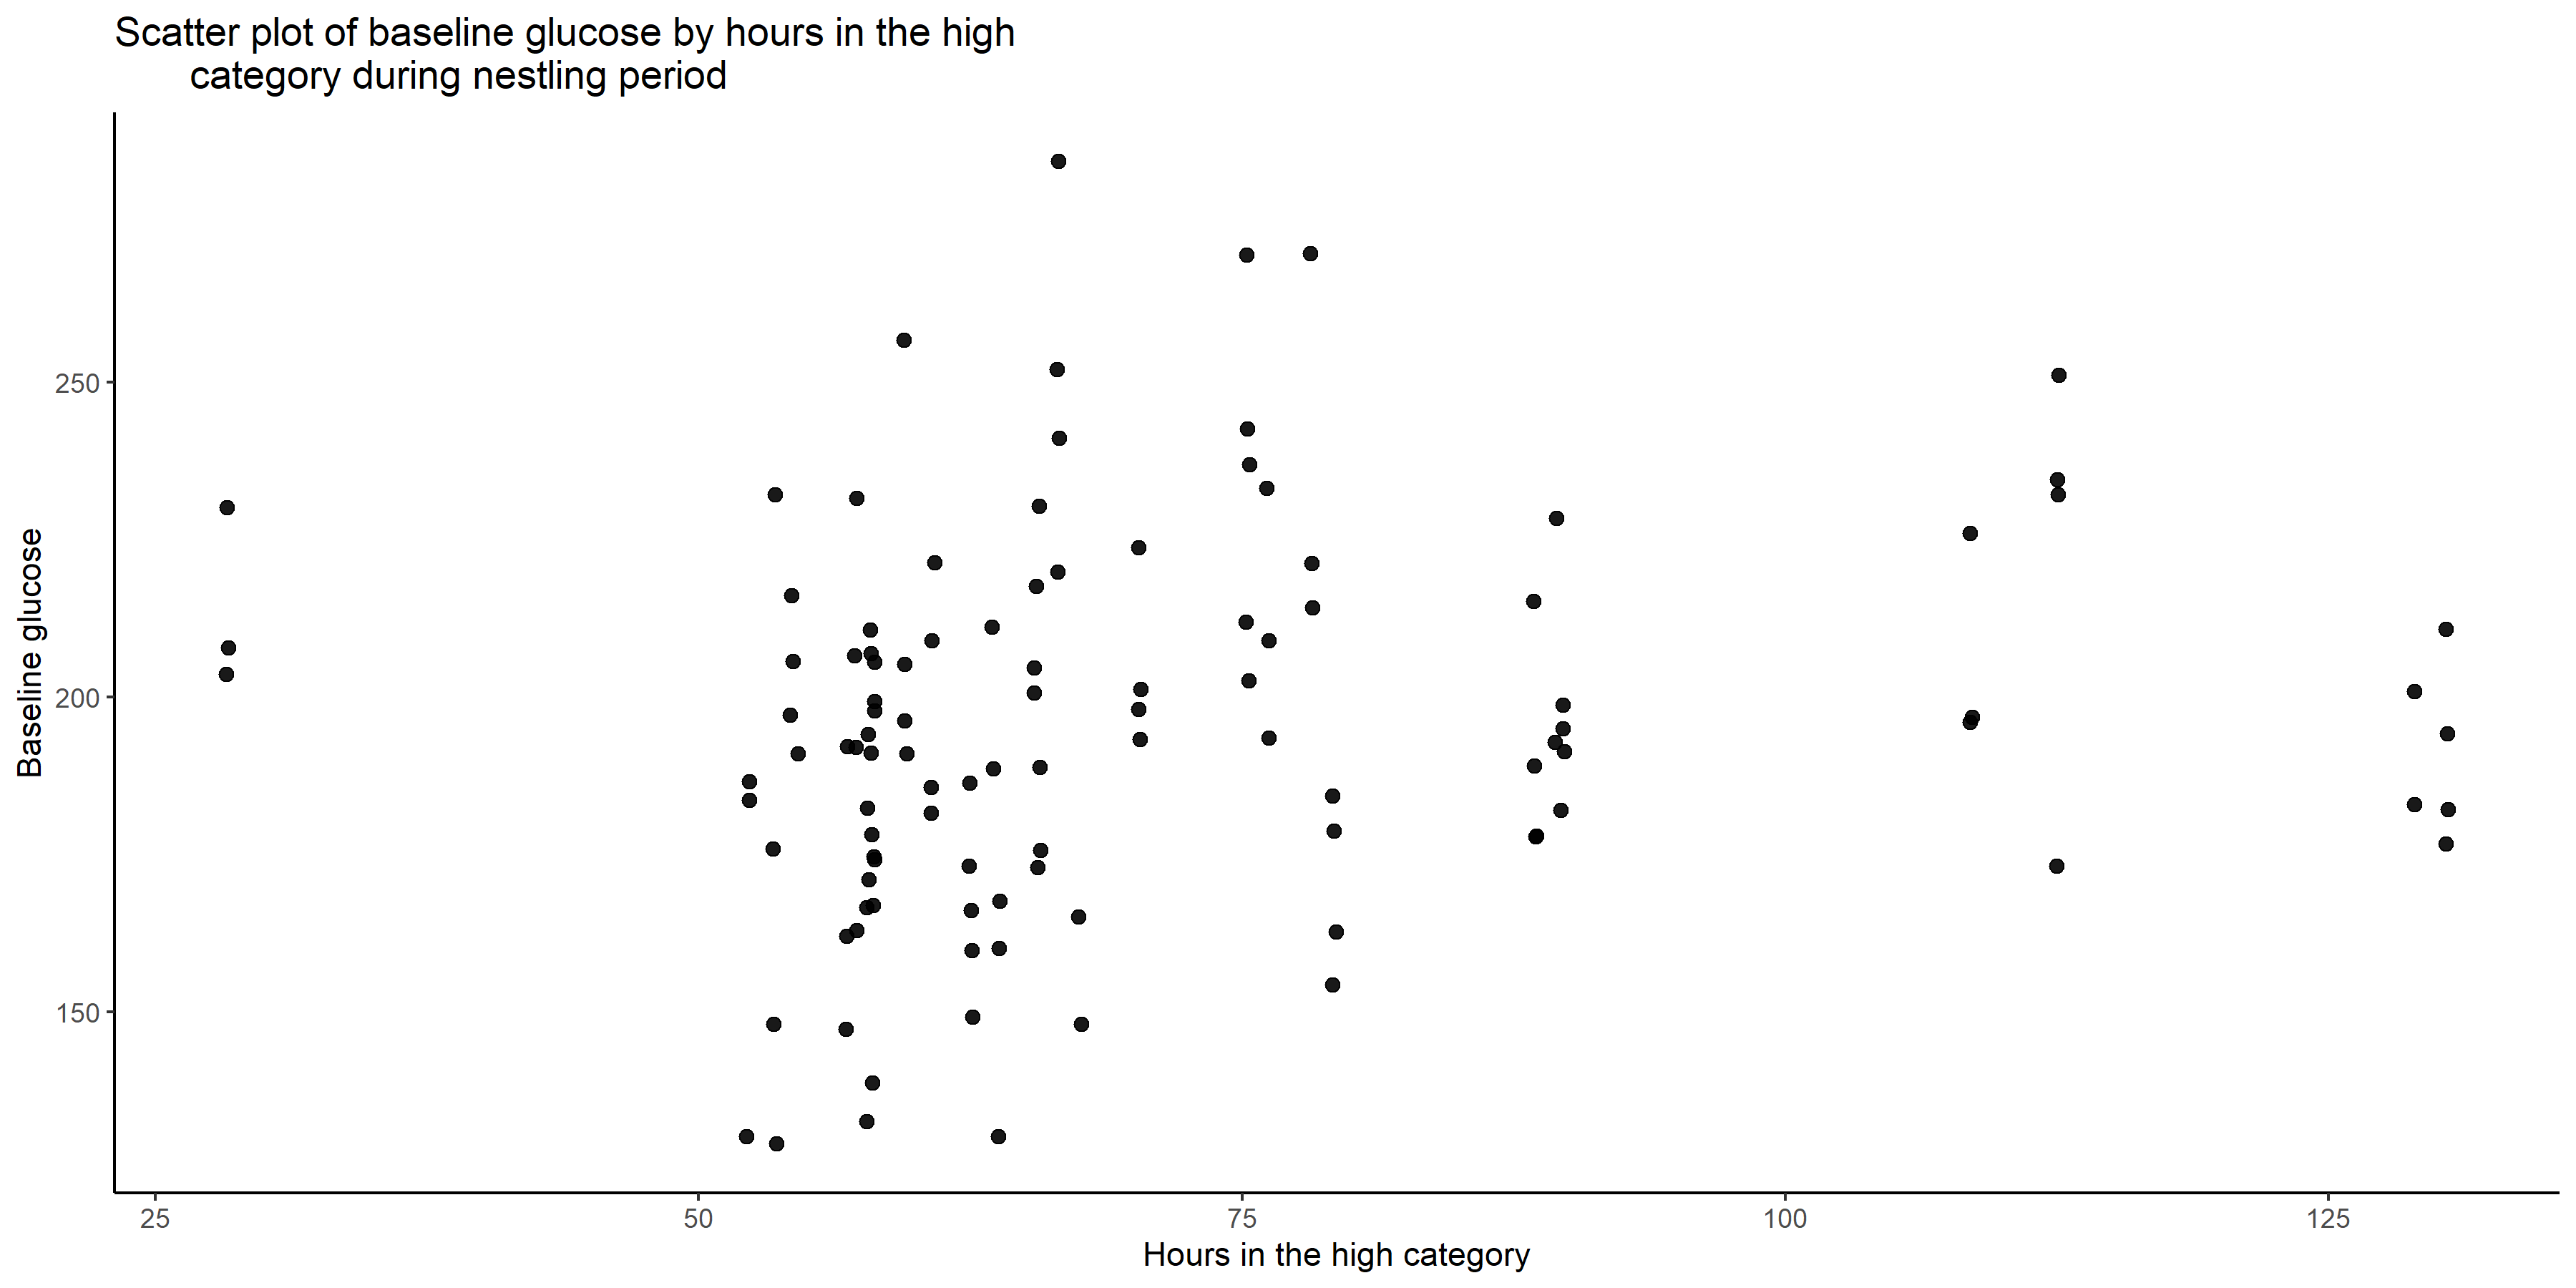 Scatter plot of baseline glucose by hours in the high
category during nestling period
250
200
150
Baseline glucose
25
50
75
100
125
Hours in the high category